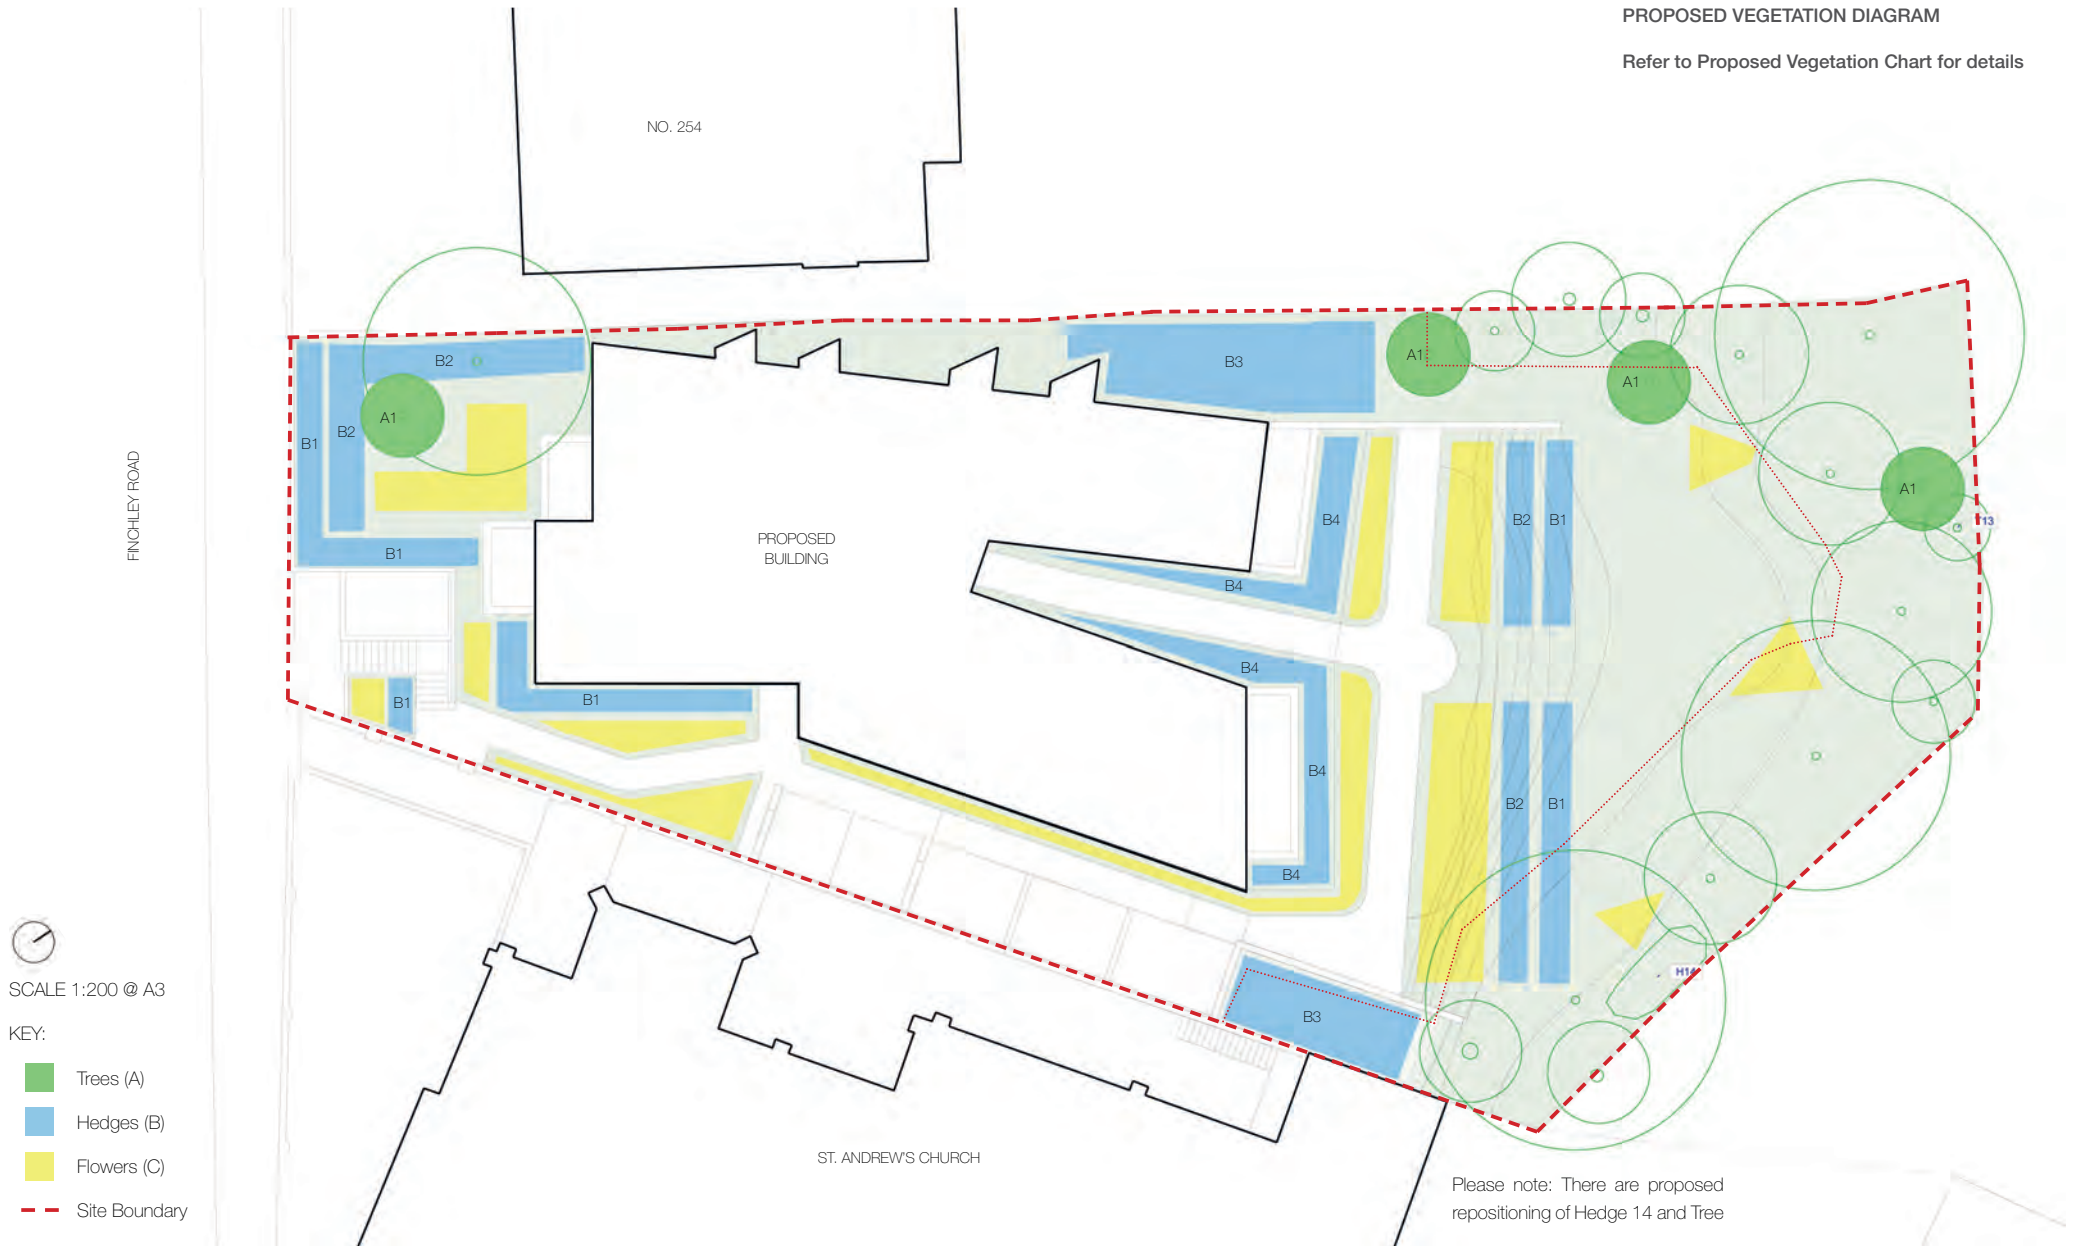 PROPOSED VEGETATION DIAGRAM
Refer to Proposed Vegetation Chart for details
NO. 254
FINCHLEY ROAD
B2
A1
B2
B1
B1
B1
B1
PROPOSED
BUILDING
B3
A1
A1
A1
T13
B4
B4
B2
B1
B4
B4
B4
B2
B1
B3
H14
ST. ANDREW'S CHURCH
SCALE 1:200 @ A3
KEY:
Trees (A)
Hedges (B)
Flowers (C)
Site Boundary
Please note: There are proposed
repositioning of Hedge 14 and Tree